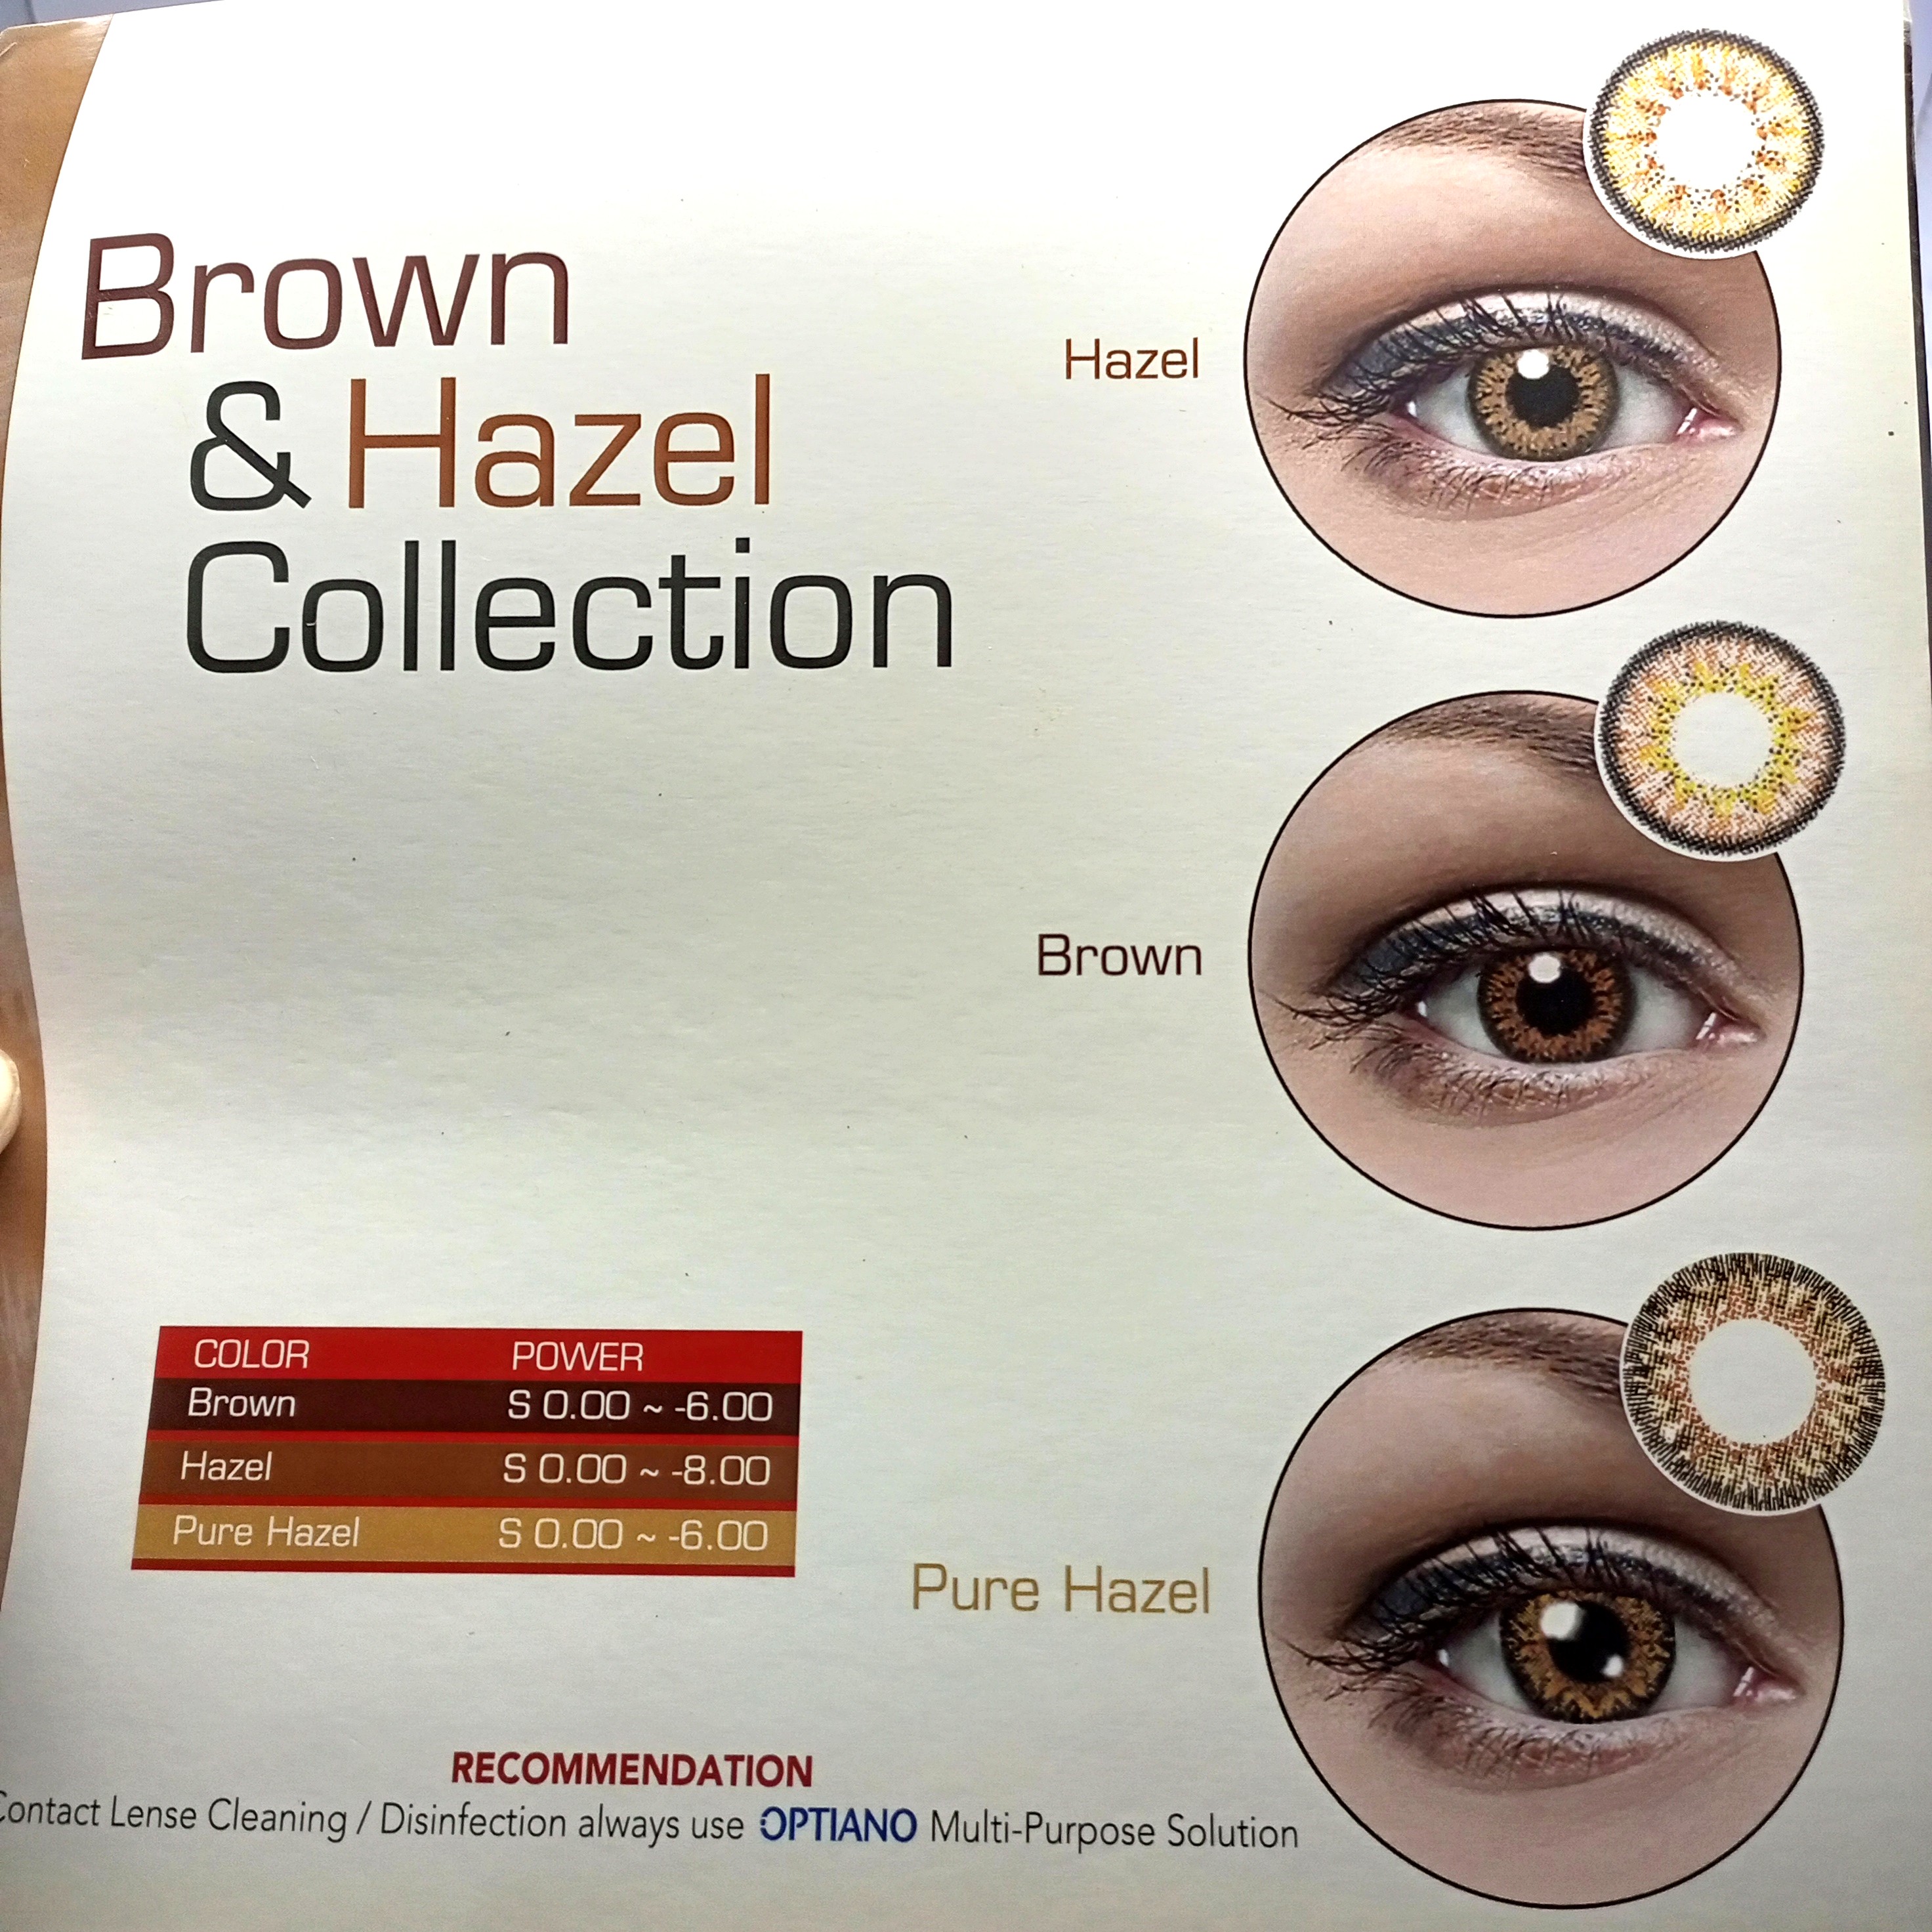 Brown
& Hazel
Collection
Hazel
Brown
COLOR POWER
Brown S 0.00 ~ -6.00
Hazel S 0.00 ~ -8.00
Pure Hazel S 0.00 ~ -6.00
Pure Hazel
RECOMMENDATION
Contact Lense Cleaning / Disinfection always use OPTIANO Multi-Purpose Solution